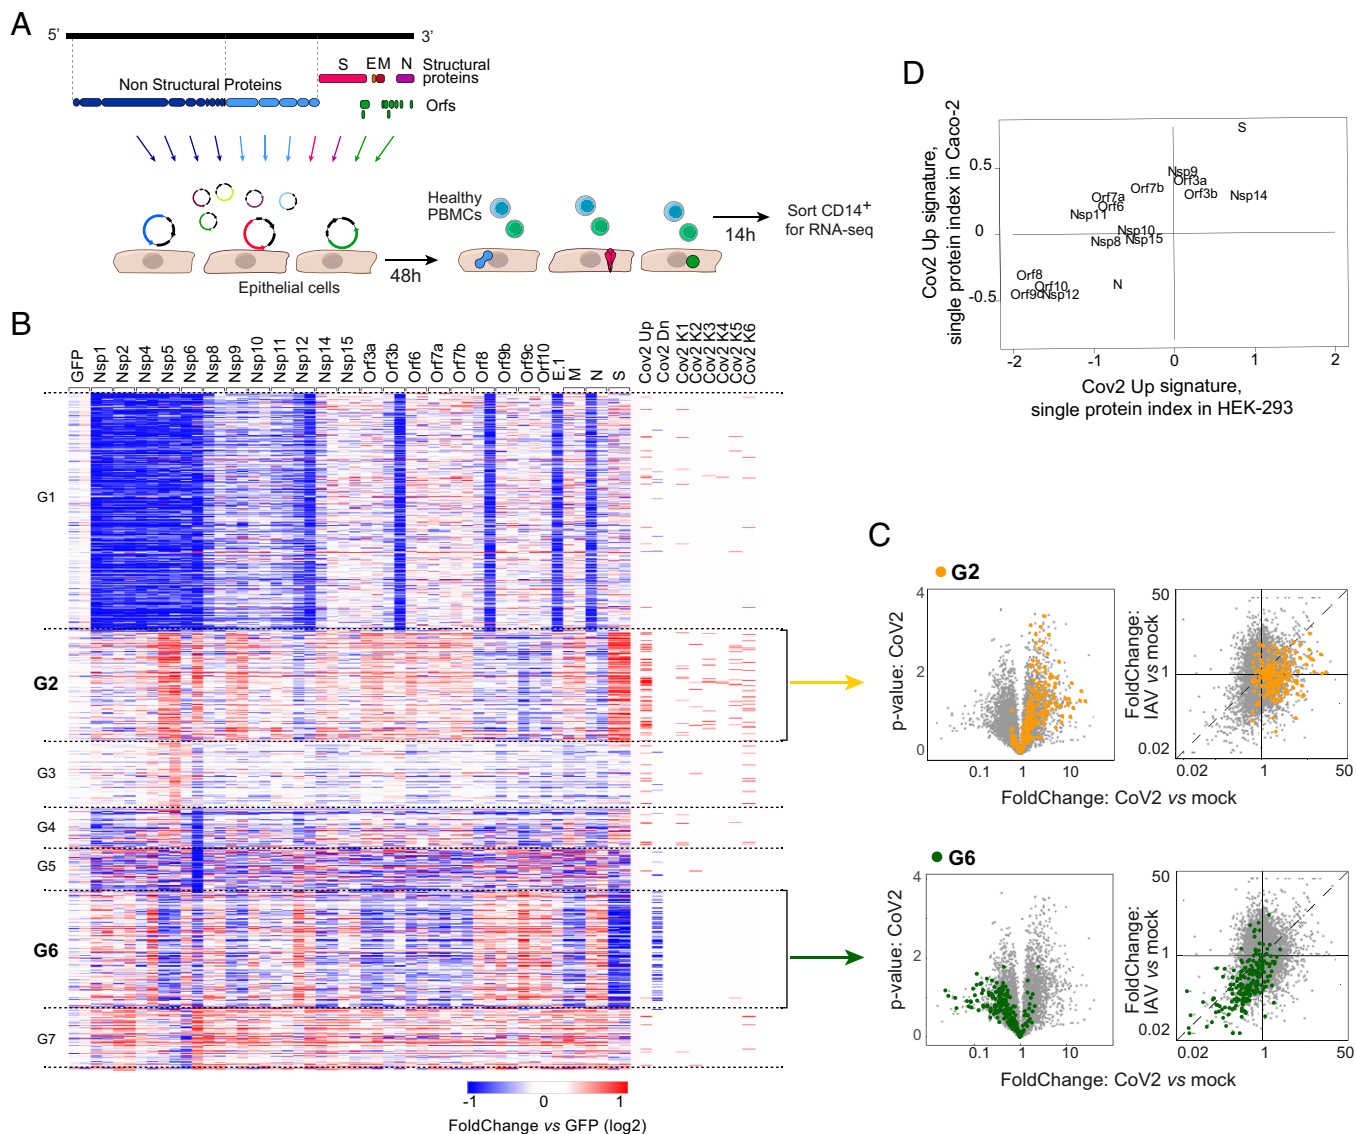 A
5'
3'
S
E
M
N
Structural proteins
Non Structural Proteins
Orfs
Healthy PBMCs
48h
14h
Sort CD14+ for RNA-seq
Epithelial cells
B
GFP
Nsp1
Nsp2
Nsp4
Nsp5
Nsp6
Nsp8
Nsp9
Nsp10
Nsp11
Nsp12
Nsp14
Nsp15
Orf3a
Orf3b
Orf6
Orf7a
Orf7b
Orf8
Orf9b
Orf9c
Orf10
E.1
M
N
S
Cov2 Up
Cov2 Dn
Cov2 K1
Cov2 K2
Cov2 K3
Cov2 K4
Cov2 K5
Cov2 K6
G1
G2
G3
G4
G5
G6
G7
-1
0
1
FoldChange vs GFP (log2)
C
G2
4
2
0
p-value: CoV2
0.1
1
10
50
1
0.02
FoldChange: IAV vs mock
0.02
1
50
FoldChange: CoV2 vs mock
G6
4
2
0
p-value: CoV2
0.1
1
10
50
1
0.02
FoldChange: IAV vs mock
0.02
1
50
FoldChange: CoV2 vs mock
D
Cov2 Up signature,
single protein index in Caco-2
0.5
0
-0.5
S
Nsp9
Orf3a
Orf7b
Orf3b
Nsp14
Orf7a
Orf6
Nsp11
Nsp10
Nsp8
Nsp15
Orf8
Orf10
Orf9c
Nsp12
N
-2
-1
0
1
2
Cov2 Up signature,
single protein index in HEK-293